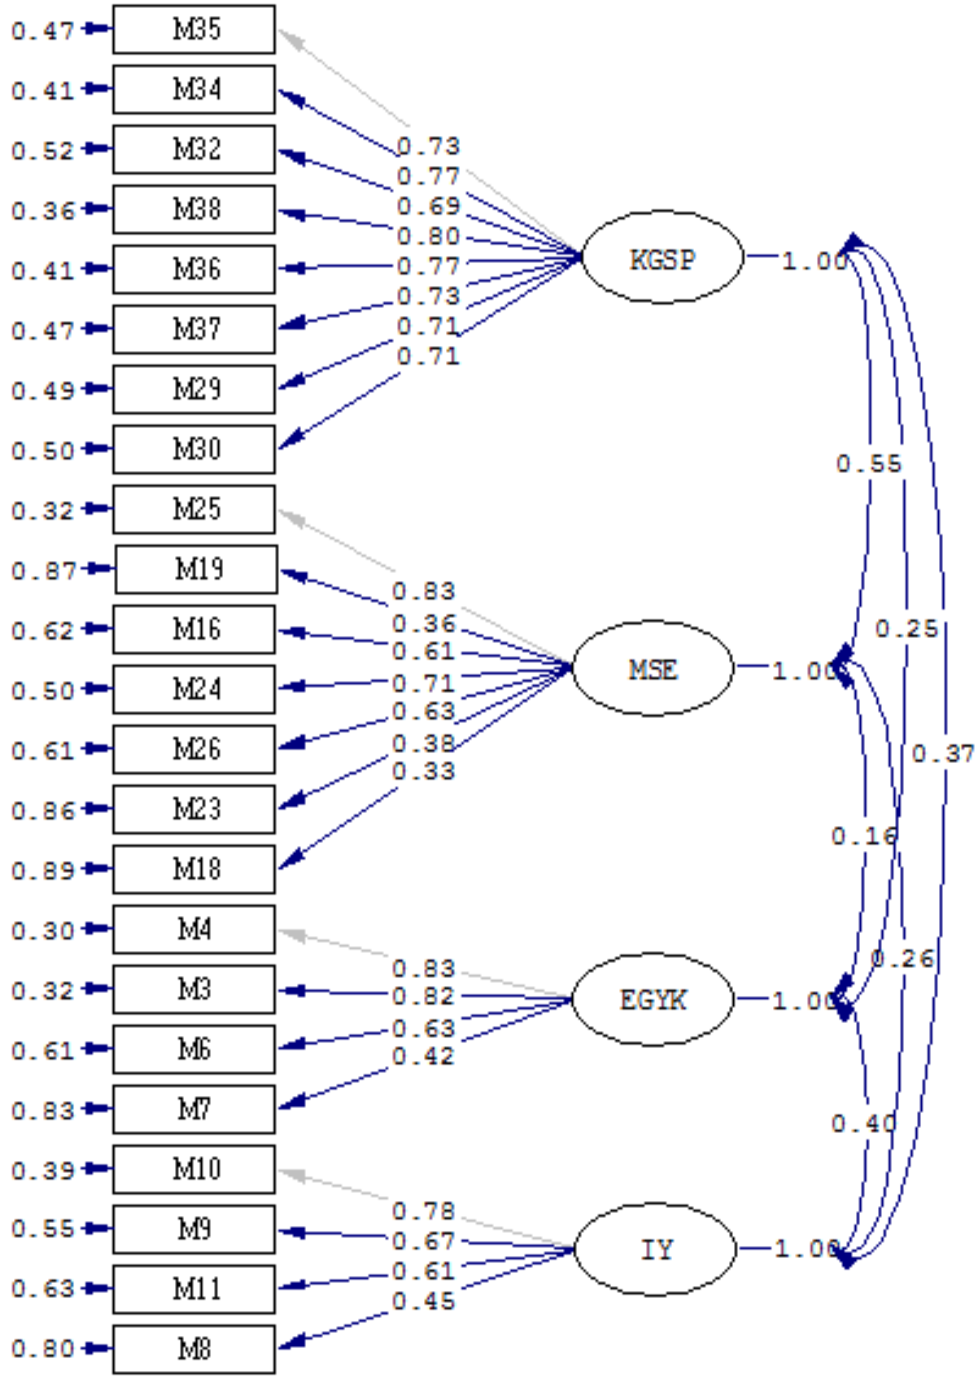 0.47 M35
0.41 M34
0.73
0.52 M32
0.77
0.69
0.36 M38
0.80
KGSP 1.00
0.41 M36
0.77
0.73
0.47 M37
0.71
0.71
0.49 M29
0.50 M30
0.55
0.32 M25
0.87 M19
0.83
0.36
0.62 M16
0.25
0.61
MSE 1.00
0.50 M24
0.71
0.63
0.61 M26
0.38
0.37
0.33
0.86 M23
0.16
0.89 M18
0.30 M4
0.26
0.83
0.32 M3
0.82
EGYK 1.00
0.63
0.61 M6
0.42
0.83 M7
0.40
0.39 M10
0.78
0.55 M9
0.67
IY 1.00
0.61
0.63 M11
0.45
0.80 M8